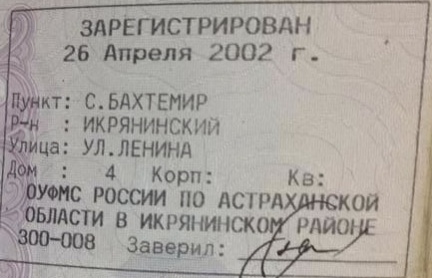 ЗАРЕГИСТРИРОВАН
26 Апреля 2002 г.
Пункт: С.БАХТЕМИР
Р-н : ИКРЯНИНСКИЙ
Улица: УЛ.ЛЕНИНА
Дом : 4 Корп: Кв:
ОУФМС РОССИИ ПО АСТРАХАНСКОЙ
ОБЛАСТИ В ИКРЯНИНСКОМ РАЙОНЕ
300-008 Заверил: